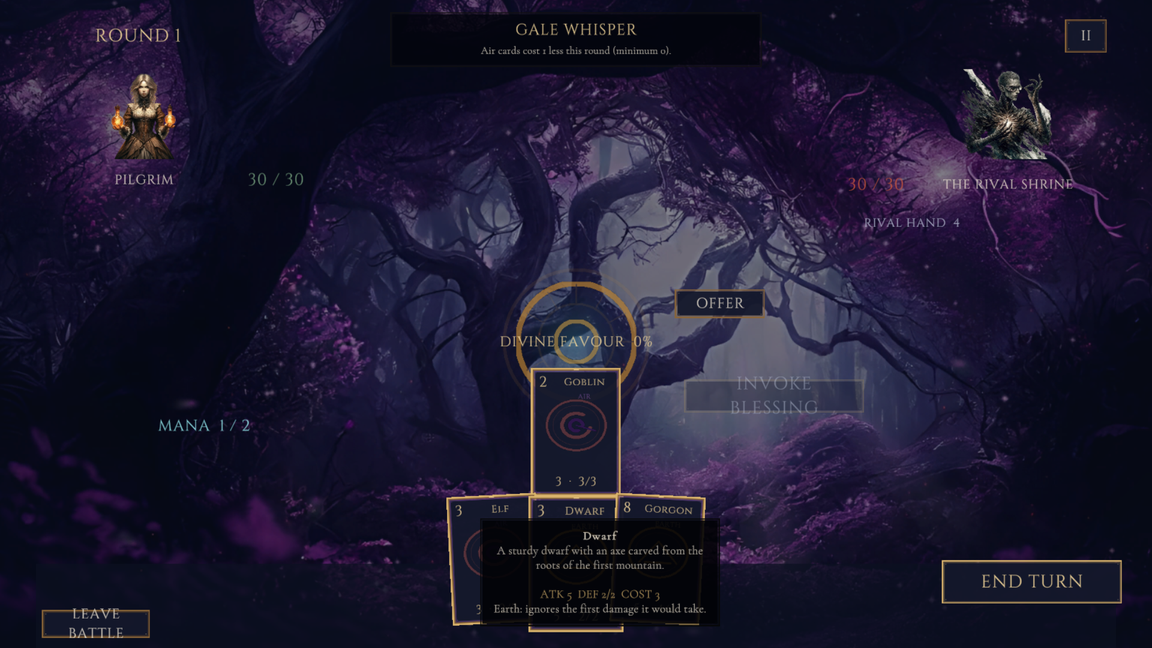 ROUND 1
GALE WHISPER
Air cards cost 1 less this round (minimum 0).
II
PILGRIM
30 / 30
30 / 30
THE RIVAL SHRINE
RIVAL HAND 4
OFFER
DIVINE FAVOUR 0%
INVOKE
BLESSING
2 GOBLIN
AIR
3 · 3/3
MANA 1 / 2
3 ELF
3 DWARF
8 GORGON
Dwarf
A sturdy dwarf with an axe carved from the
roots of the first mountain.
ATK 5 DEF 2/2 COST 3
Earth: ignores the first damage it would take.
3
END TURN
LEAVE
BATTLE